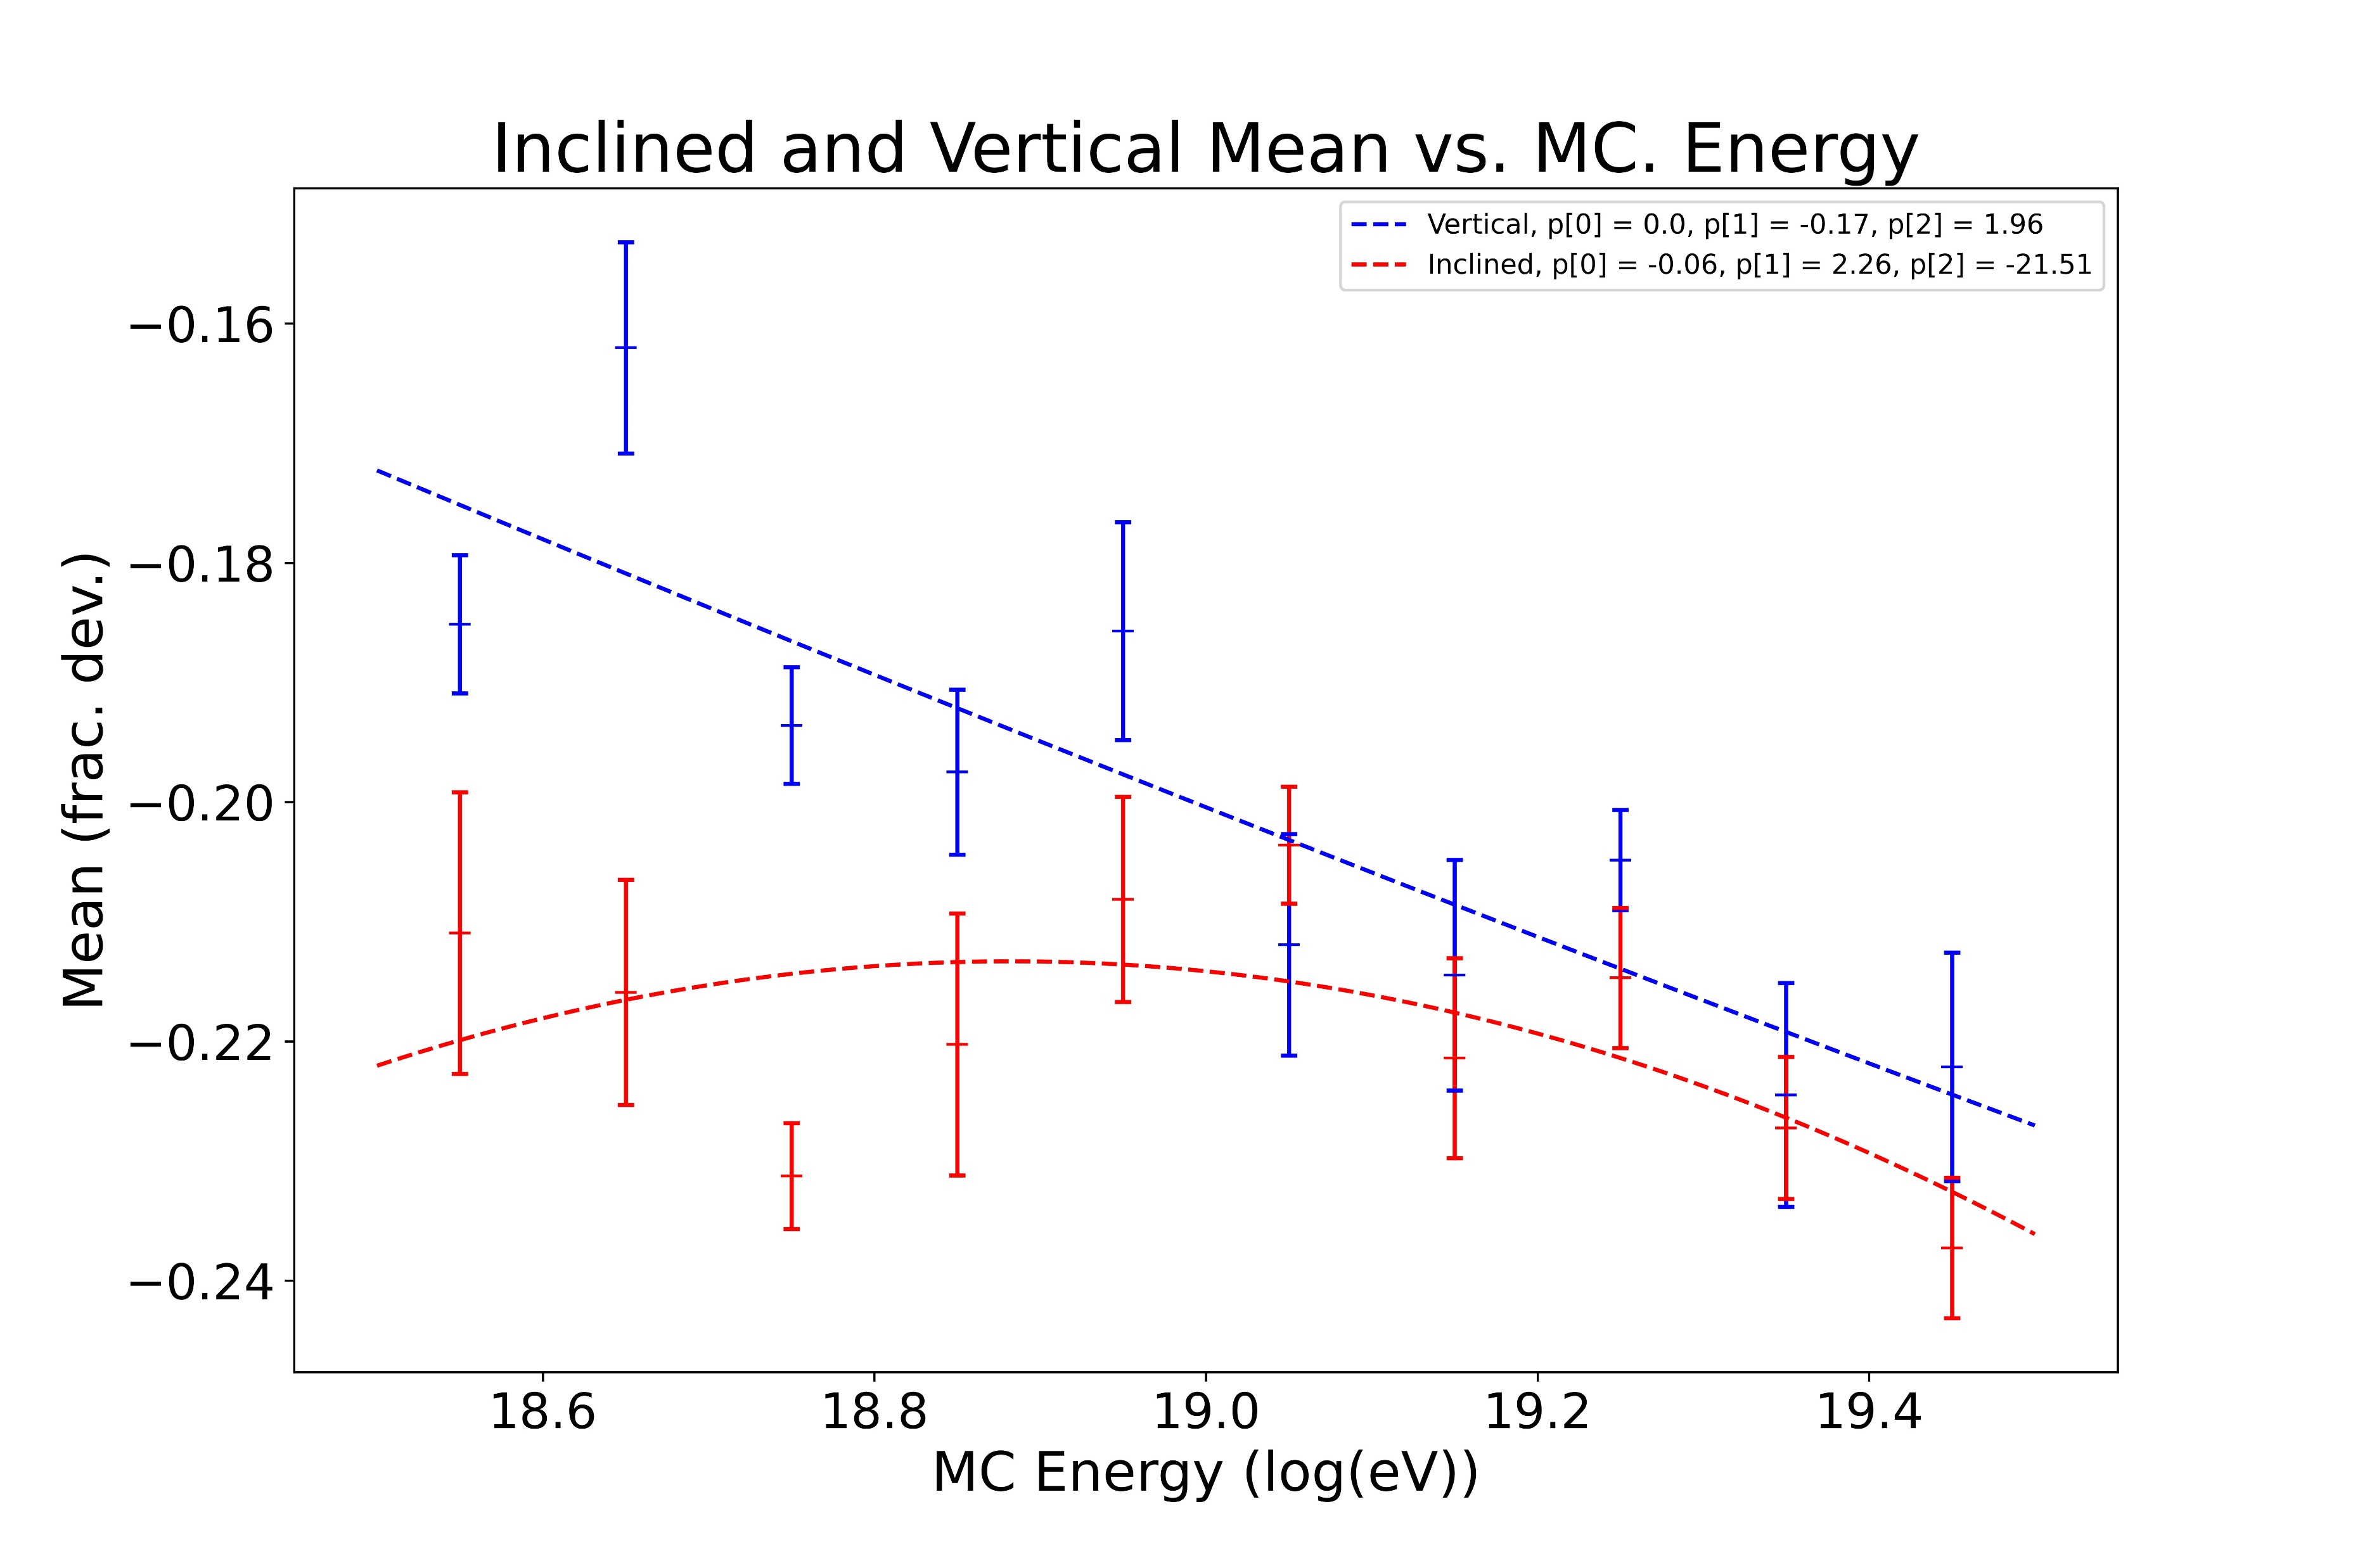 Inclined and Vertical Mean vs. MC. Energy
Vertical, p[0] = 0.0, p[1] = -0.17, p[2] = 1.96
Inclined, p[0] = -0.06, p[1] = 2.26, p[2] = -21.51
Mean (frac. dev.)
−0.16
−0.18
−0.20
−0.22
−0.24
18.6 18.8 19.0 19.2 19.4
MC Energy (log(eV))